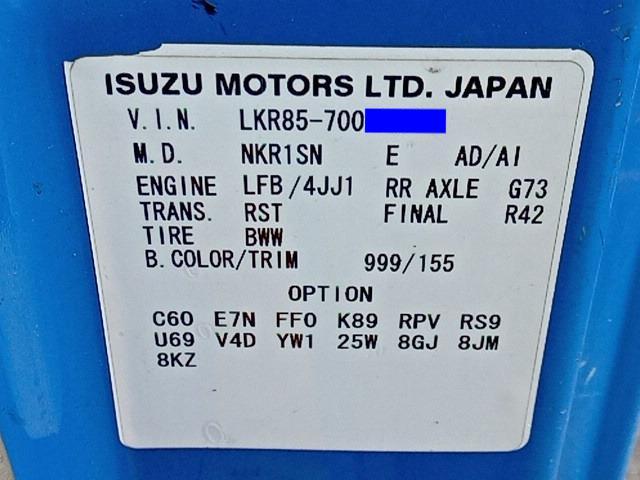 ISUZU MOTORS LTD. JAPAN
V.I.N. LKR85-700
M.D. NKR1SN E AD/AI
ENGINE LFB/4JJ1 RR AXLE G73
TRANS. RST FINAL R42
TIRE BWW
B.COLOR/TRIM 999/155
OPTION
C60 E7N FF0 K89 RPV RS9
U69 V4D YW1 25W 8GJ 8JM
8KZ